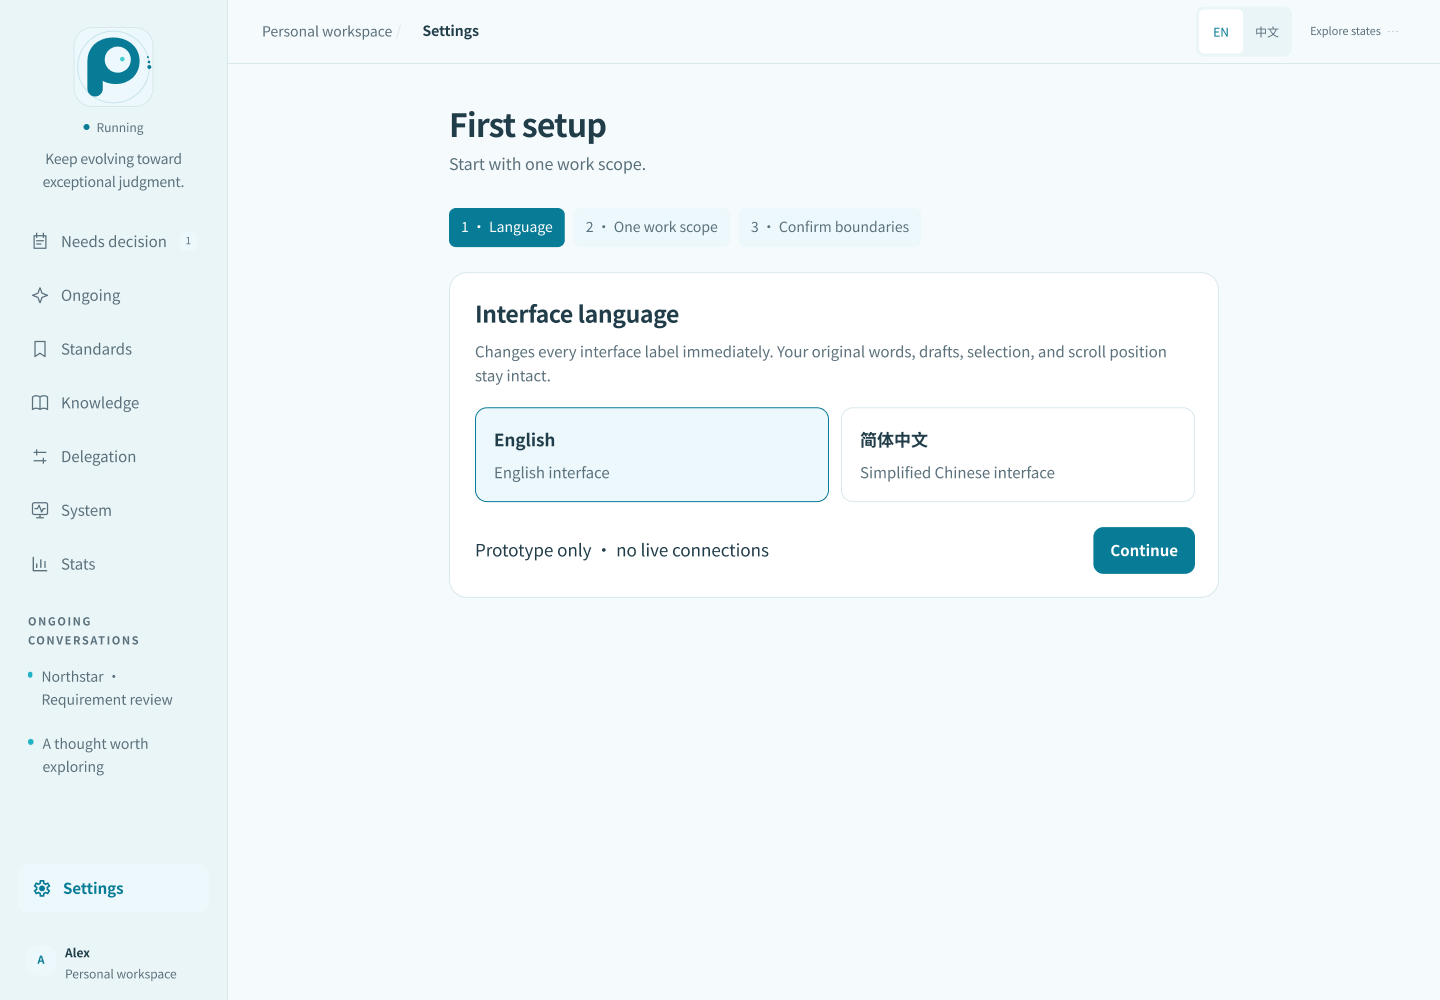 Running
Keep evolving toward
exceptional judgment.
Needs decision 1
Ongoing
Standards
Knowledge
Delegation
System
Stats
ONGOING
CONVERSATIONS
Northstar •
Requirement review
A thought worth
exploring
Settings
A
Alex
Personal workspace
Personal workspace / Settings
EN 中文 Explore states ···
First setup
Start with one work scope.
1 • Language 2 • One work scope 3 • Confirm boundaries
Interface language
Changes every interface label immediately. Your original words, drafts, selection, and scroll position
stay intact.
English
English interface
简体中文
Simplified Chinese interface
Prototype only • no live connections
Continue